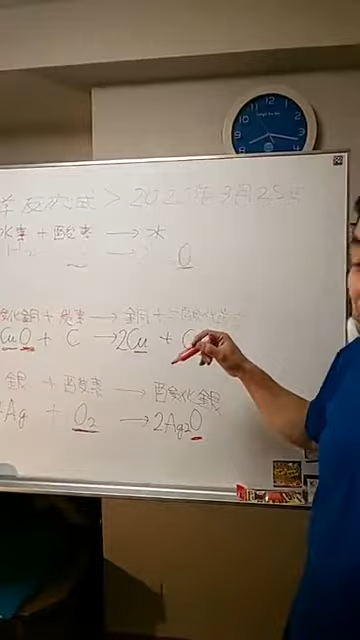 学反応式 > 2023年3月25日
水素 + 酸素 → 水
H₂ →
O
酸化銅 + 炭素 → 銅 + 二酸化炭素
CuO + C → 2Cu + C
銀 + 酸素 → 酸化銀
Ag + O₂ → 2Ag₂O